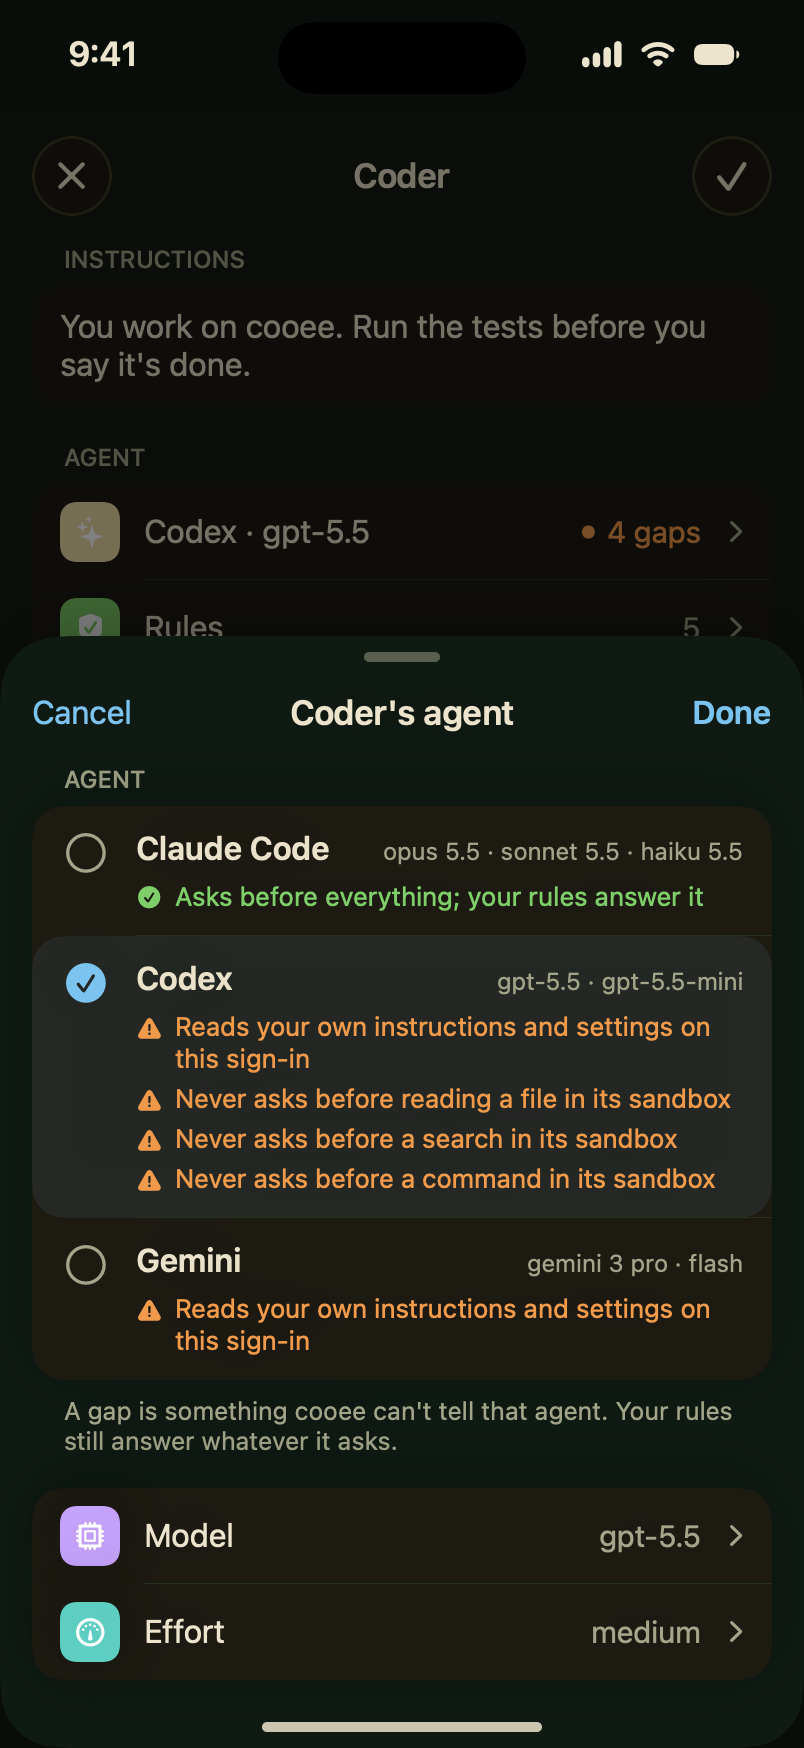 9:41
Coder
INSTRUCTIONS
You work on cooee. Run the tests before you
say it's done.
AGENT
Codex · gpt-5.5
4 gaps
Rules
5
Cancel
Coder's agent
Done
AGENT
Claude Code
opus 5.5 · sonnet 5.5 · haiku 5.5
Asks before everything; your rules answer it
Codex
gpt-5.5 · gpt-5.5-mini
Reads your own instructions and settings on
this sign-in
Never asks before reading a file in its sandbox
Never asks before a search in its sandbox
Never asks before a command in its sandbox
Gemini
gemini 3 pro · flash
Reads your own instructions and settings on
this sign-in
A gap is something cooee can't tell that agent. Your rules
still answer whatever it asks.
Model
gpt-5.5
Effort
medium